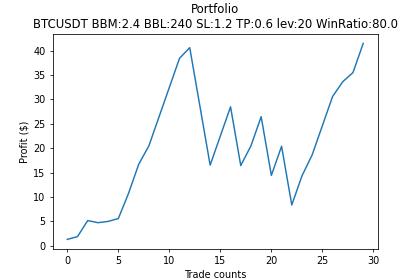 Portfolio
BTCUSDT BBM:2.4 BBL:240 SL:1.2 TP:0.6 lev:20 WinRatio:80.0
40
35
30
25
20
15
10
5
0
Profit ($)
0 5 10 15 20 25 30
Trade counts